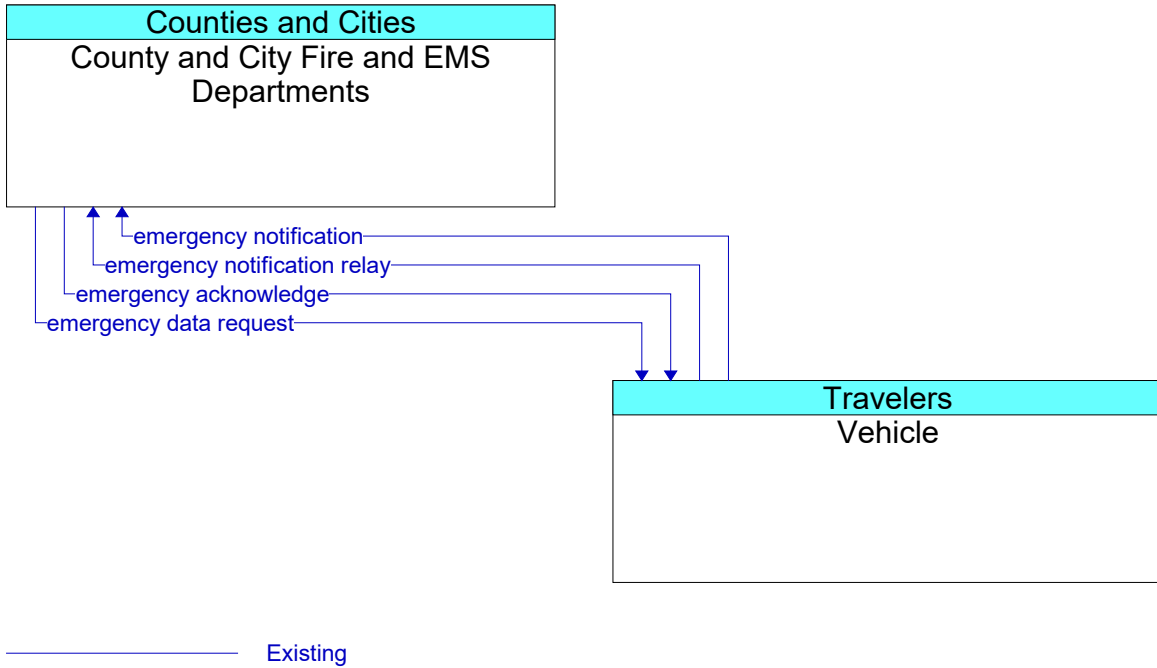 Counties and Cities
County and City Fire and EMS
Departments
emergency notification
emergency notification relay
emergency acknowledge
emergency data request
Travelers
Vehicle
Existing